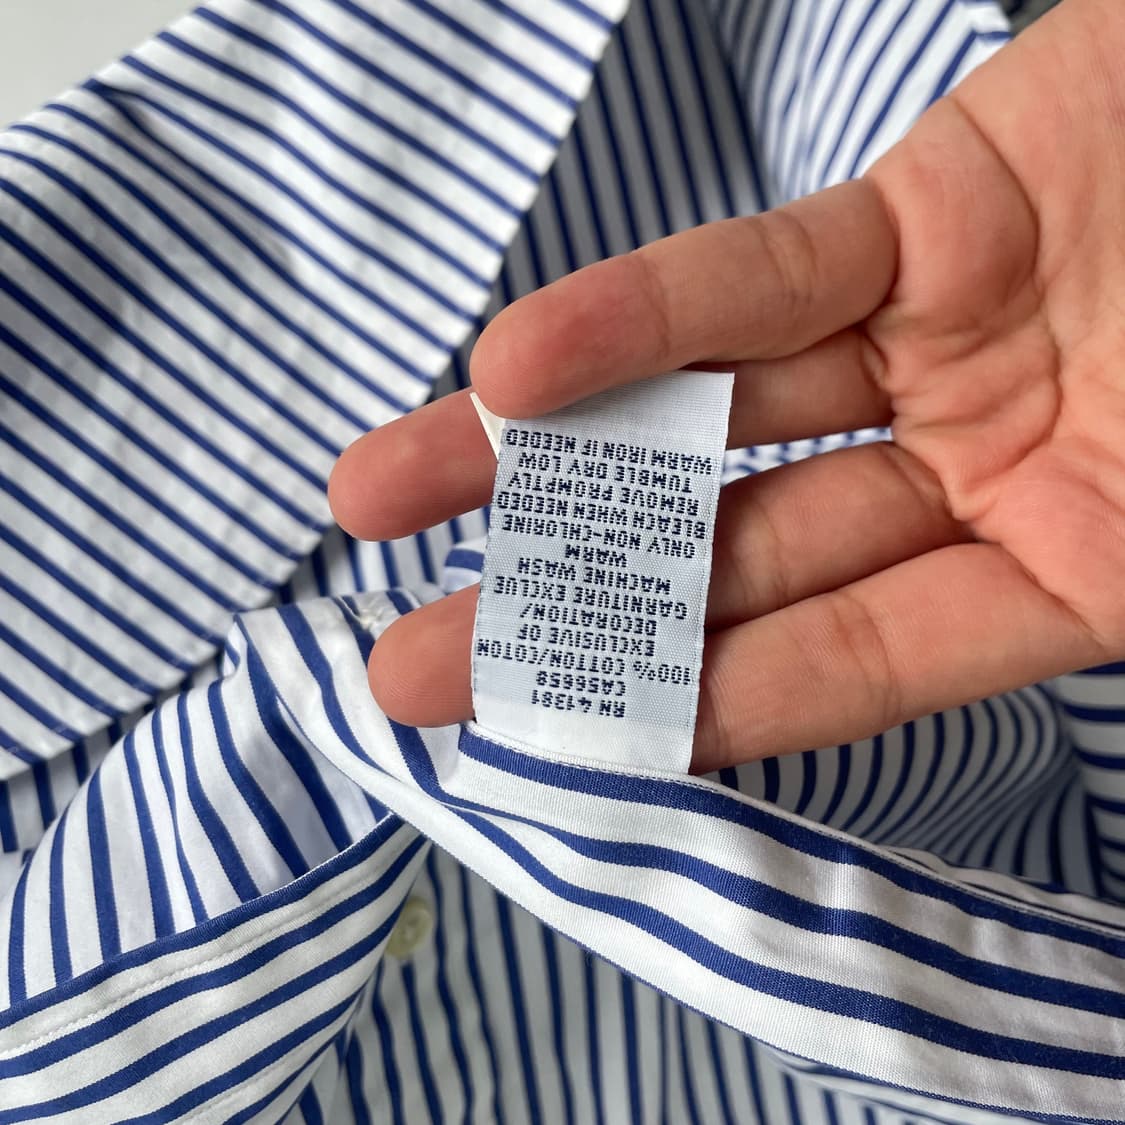 RN 41381
CA56658
100% COTTON/COTON
EXCLUSIVE OF
DECORATION/
GARNITURE EXCLUE
MACHINE WASH
WARM
ONLY NON-CHLORINE
BLEACH WHEN NEEDED
REMOVE PROMPTLY
TUMBLE DRY LOW
WARM IRON IF NEEDED